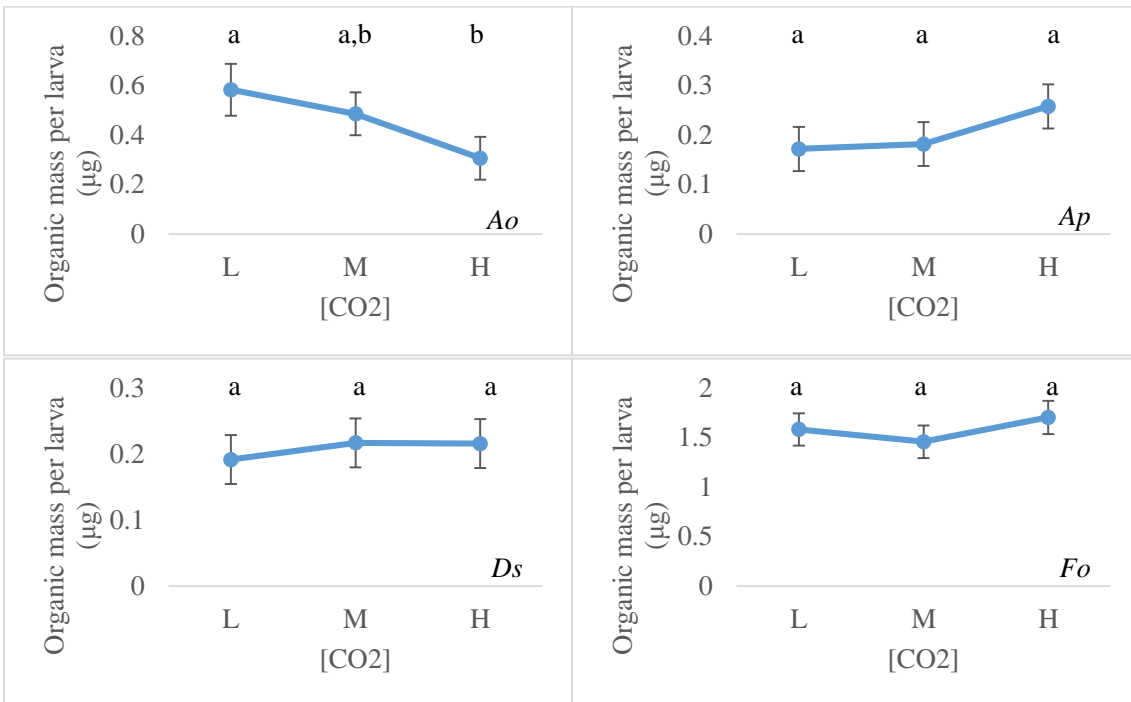 Organic mass per larva
(µg)
0.8
0.6
0.4
0.2
0
a
a,b
b
Ao
L
M
H
[CO2]
Organic mass per larva
(µg)
0.4
0.3
0.2
0.1
0
a
a
a
Ap
L
M
H
[CO2]
Organic mass per larva
(µg)
0.3
0.2
0.1
0
a
a
a
Ds
L
M
H
[CO2]
Organic mass per larva
(µg)
2
1.5
1
0.5
0
a
a
a
Fo
L
M
H
[CO2]